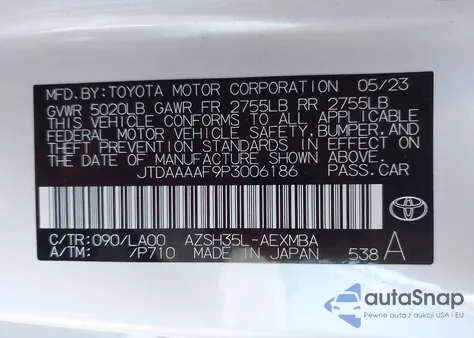 MFD.BY:TOYOTA MOTOR CORPORATION 05/23
GVWR 5020LB GAWR FR 2755LB RR 2755LB
THIS VEHICLE CONFORMS TO ALL APPLICABLE
FEDERAL MOTOR VEHICLE SAFETY, BUMPER, AND
THEFT PREVENTION STANDARDS IN EFFECT ON
THE DATE OF MANUFACTURE SHOWN ABOVE.
JTDAAAAF9P3006186 PASS.CAR
C/TR:090/LA00 AZSH35L-AEXMBA
A/TM: /P710 MADE IN JAPAN 538 A
TOYOTA
autoSnap
Pewne auta z aukcji USA i EU